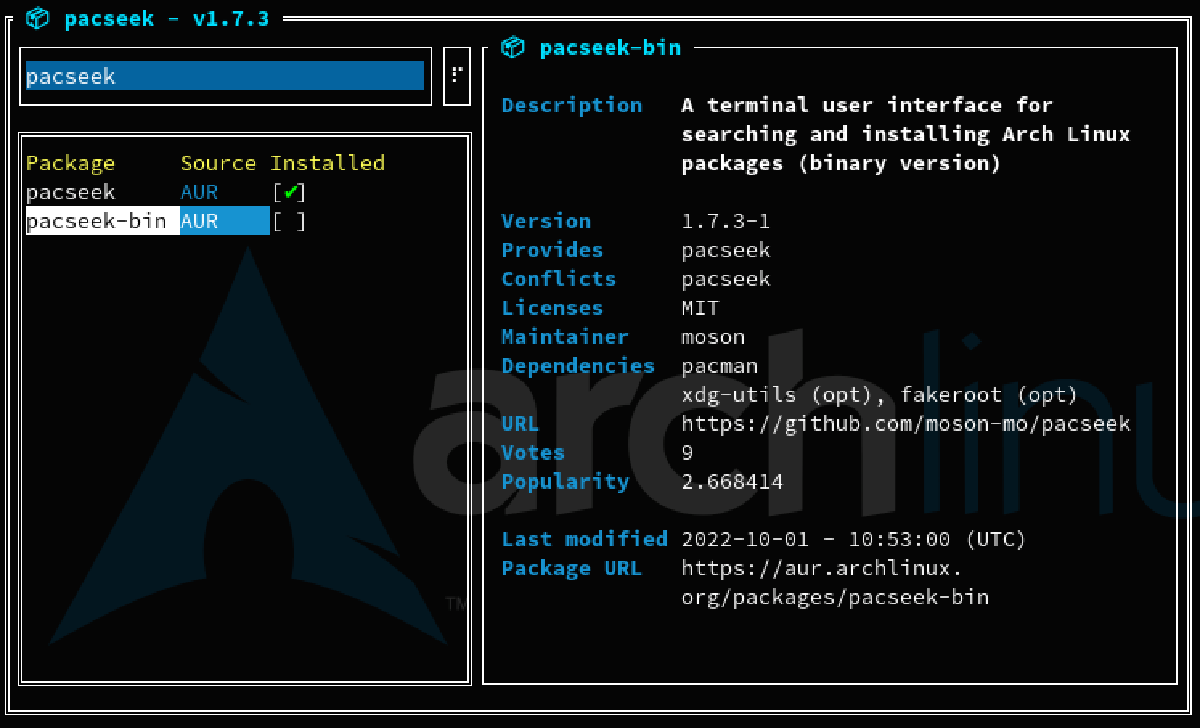 pacseek - v1.7.3
pacseek
Package Source Installed
pacseek AUR [✔]
pacseek-bin AUR [ ]
pacseek-bin
Description A terminal user interface for
searching and installing Arch Linux
packages (binary version)
Version 1.7.3-1
Provides pacseek
Conflicts pacseek
Licenses MIT
Maintainer moson
Dependencies pacman
xdg-utils (opt), fakeroot (opt)
URL https://github.com/moson-mo/pacseek
Votes 9
Popularity 2.668414
Last modified 2022-10-01 - 10:53:00 (UTC)
Package URL https://aur.archlinux.
org/packages/pacseek-bin
archlinu
TM